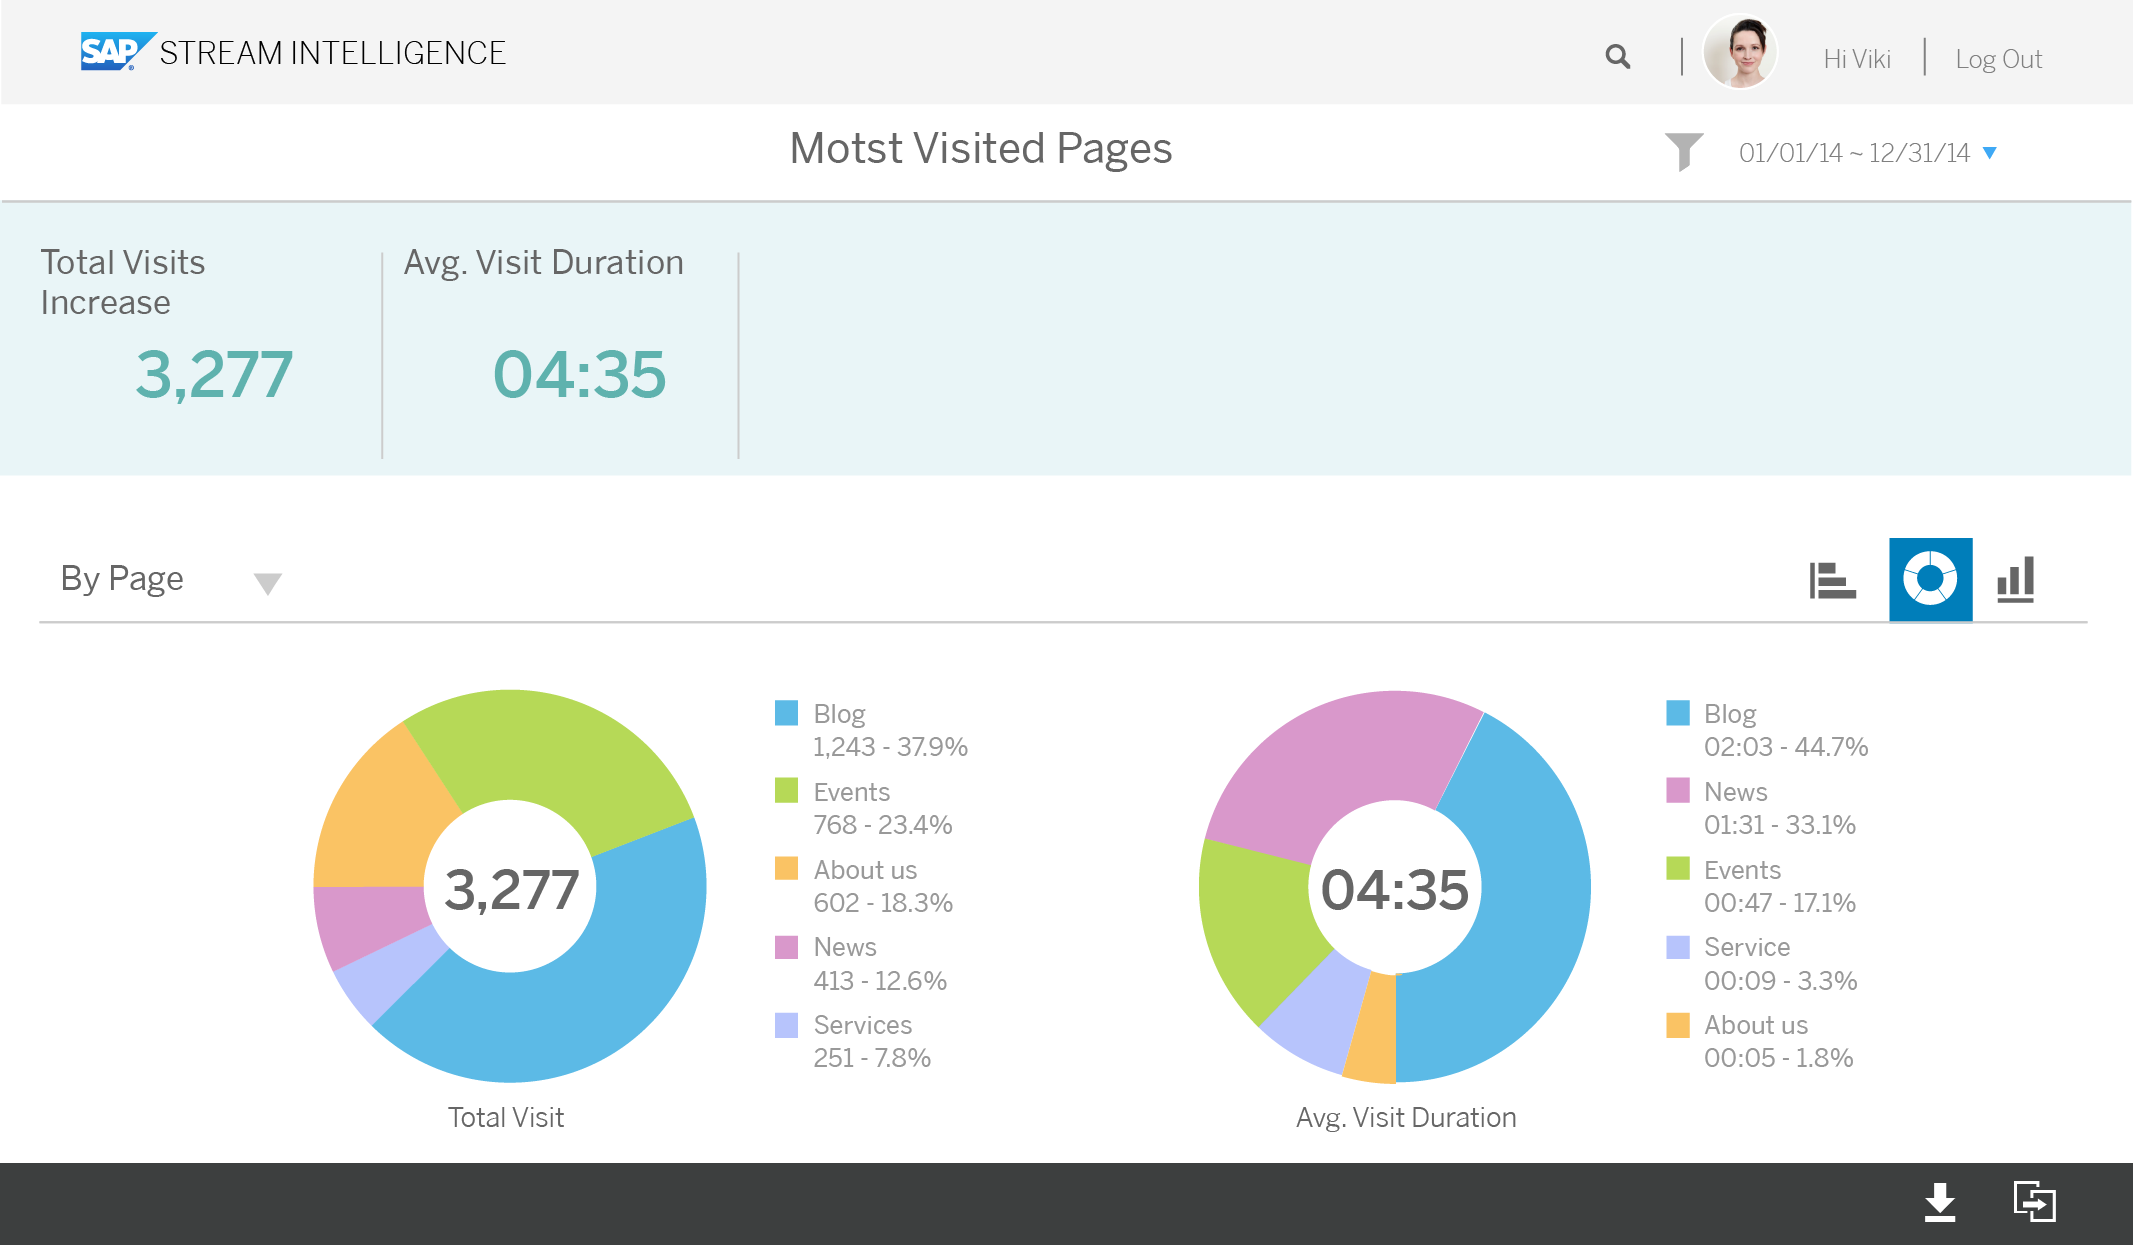 SAP® STREAM INTELLIGENCE
Hi Viki
Log Out
Motst Visited Pages
01/01/14 ~ 12/31/14
Total Visits
Increase
3,277
Avg. Visit Duration
04:35
By Page
3,277
Blog
1,243 - 37.9%
Events
768 - 23.4%
About us
602 - 18.3%
News
413 - 12.6%
Services
251 - 7.8%
Total Visit
04:35
Blog
02:03 - 44.7%
News
01:31 - 33.1%
Events
00:47 - 17.1%
Service
00:09 - 3.3%
About us
00:05 - 1.8%
Avg. Visit Duration